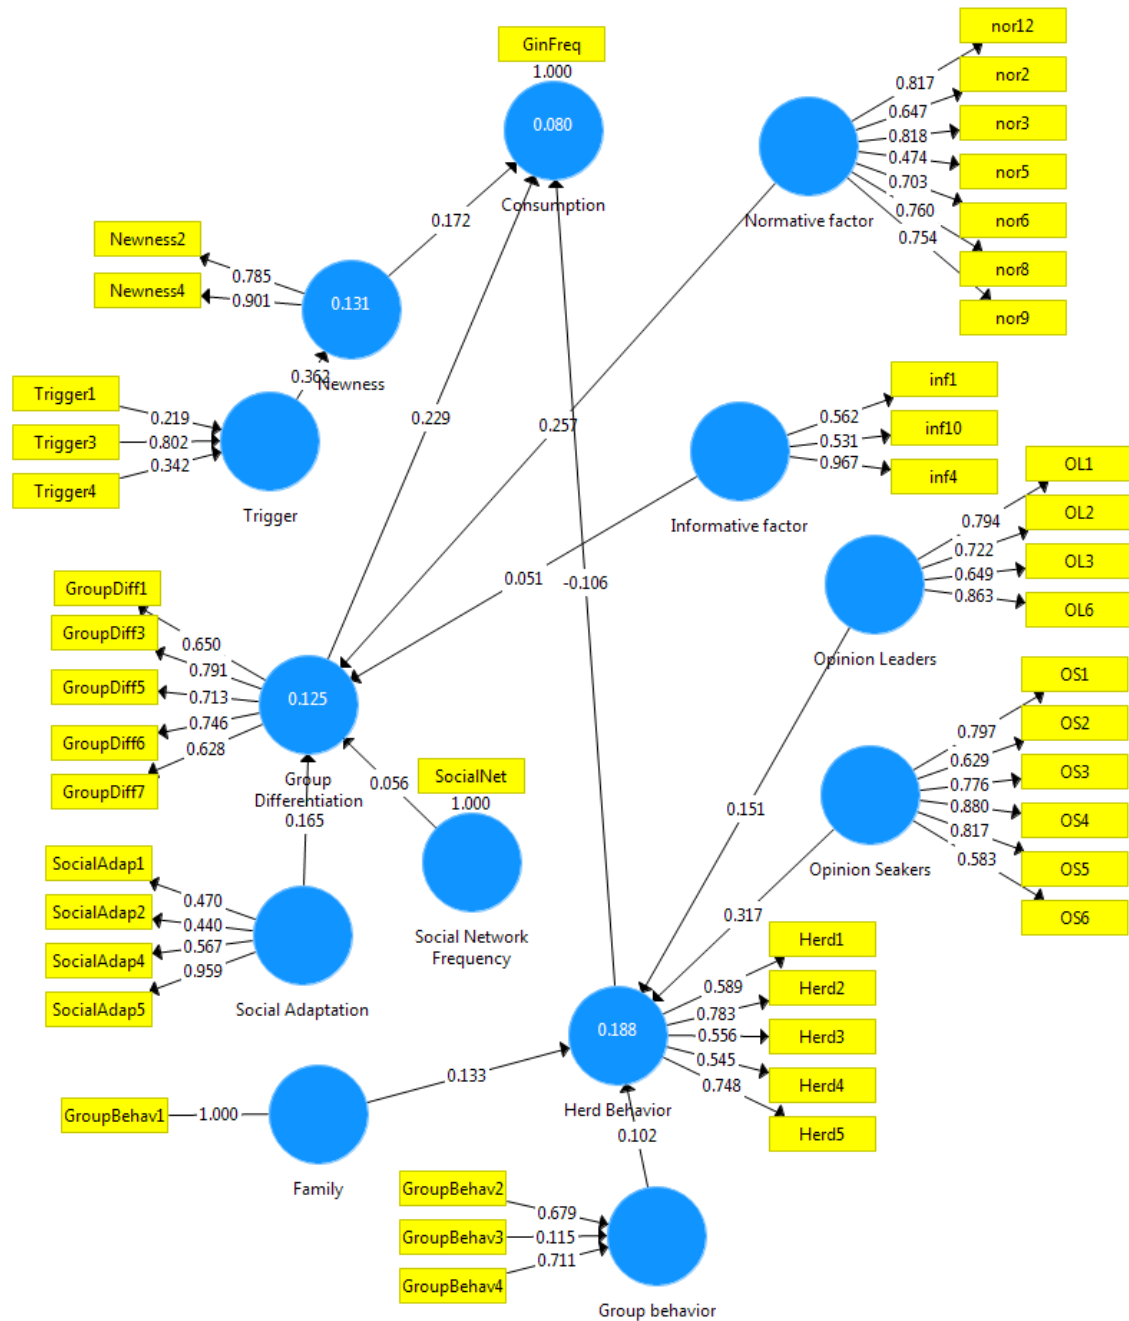 GinFreq
1.000
0.080
Consumption
nor12
nor2
nor3
nor5
nor6
nor8
nor9
0.817
0.647
0.818
0.474
0.703
0.760
0.754
Normative factor
0.172
Newness2
Newness4
0.785
0.901
0.131
Newness
0.362
Trigger1
Trigger3
Trigger4
0.219
0.802
0.342
Trigger
0.229
0.257
inf1
inf10
inf4
0.562
0.531
0.967
Informative factor
0.051
-0.106
OL1
OL2
OL3
OL6
0.794
0.722
0.649
0.863
Opinion Leaders
GroupDiff1
GroupDiff3
GroupDiff5
GroupDiff6
GroupDiff7
0.650
0.791
0.713
0.746
0.628
0.125
Group
Differentiation
0.165
0.056
SocialNet
1.000
Social Network
Frequency
OS1
OS2
OS3
OS4
OS5
OS6
0.797
0.629
0.776
0.880
0.817
0.583
Opinion Seakers
0.151
0.317
SocialAdap1
SocialAdap2
SocialAdap4
SocialAdap5
0.470
0.440
0.567
0.959
Social Adaptation
Herd1
Herd2
Herd3
Herd4
Herd5
0.589
0.783
0.556
0.545
0.748
0.188
Herd Behavior
0.133
GroupBehav1
1.000
Family
0.102
GroupBehav2
GroupBehav3
GroupBehav4
0.679
0.115
0.711
Group behavior